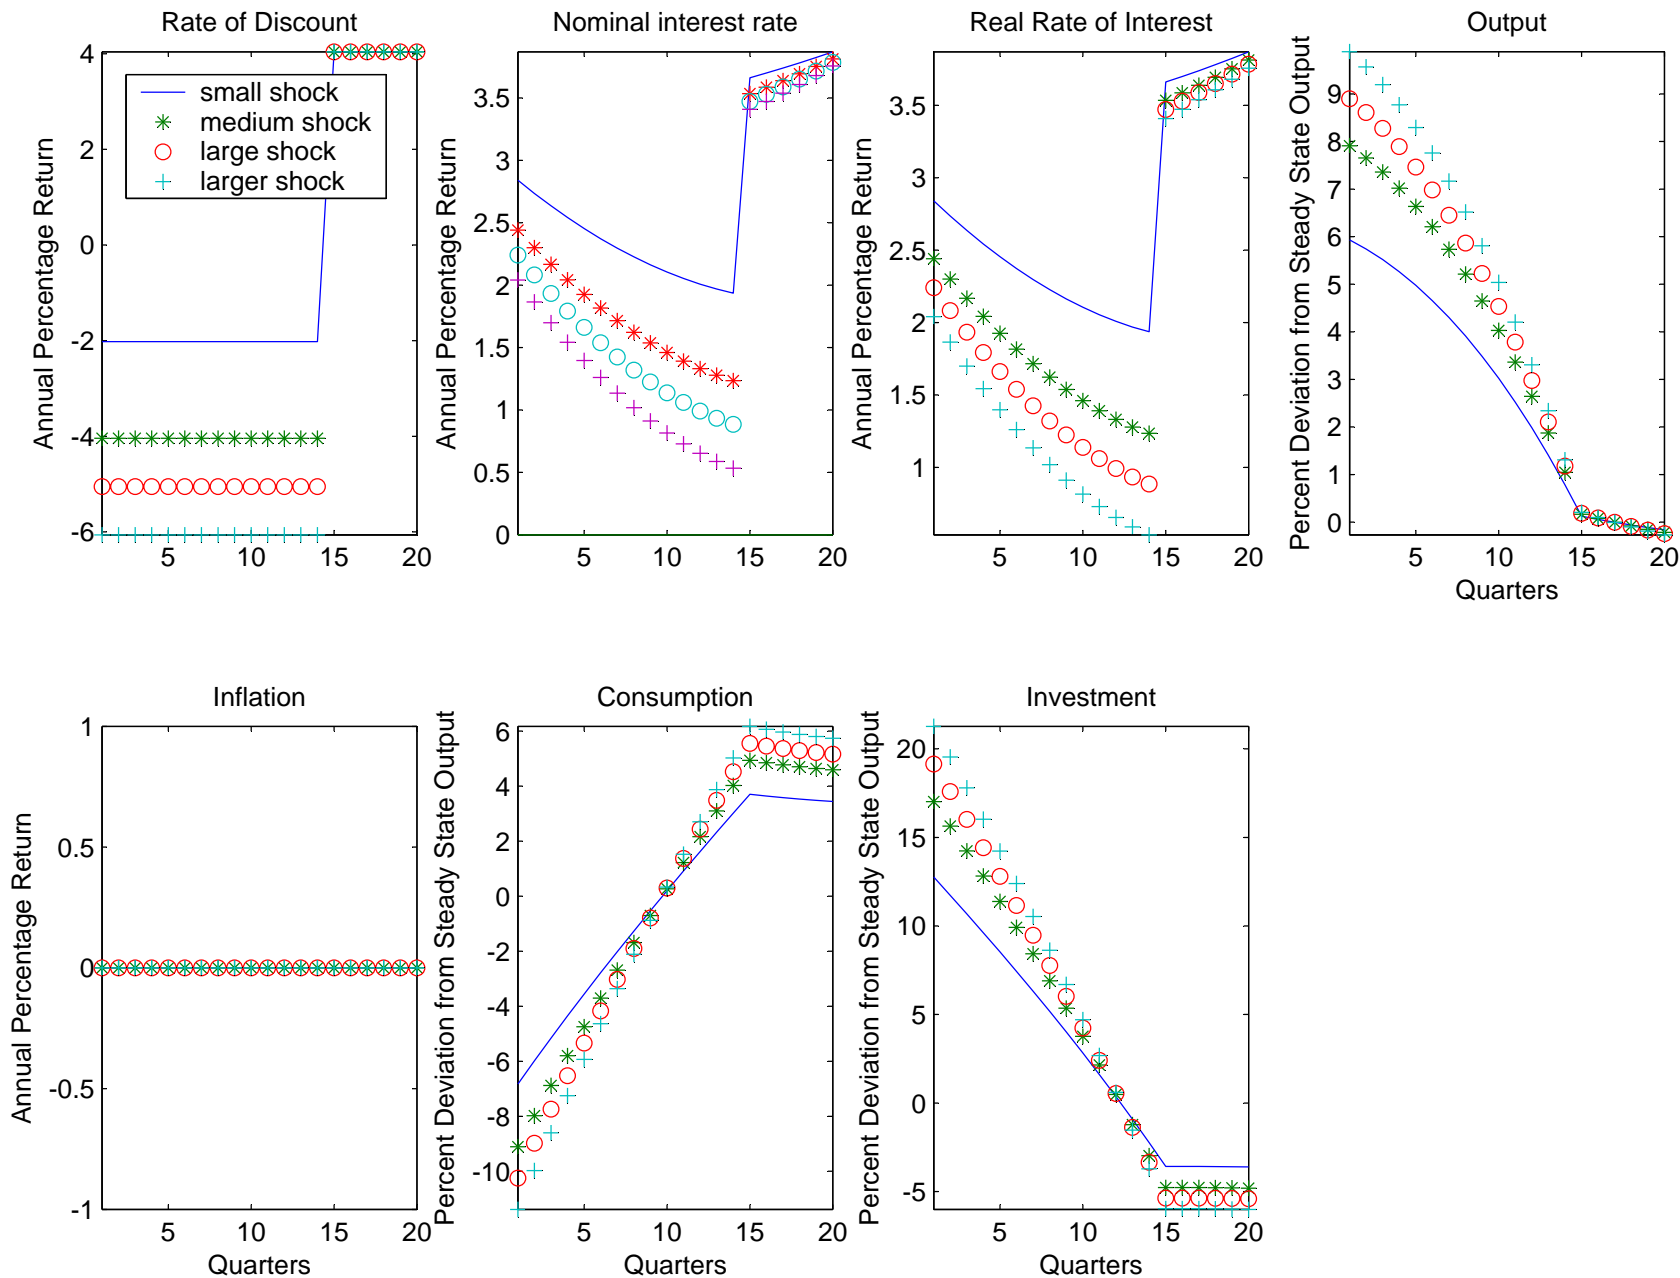 Rate of Discount
Annual Percentage Return
4
2
0
-2
-4
-6
5 10 15 20
small shock
medium shock
large shock
larger shock
Nominal interest rate
Annual Percentage Return
3.5
3
2.5
2
1.5
1
0.5
0
5 10 15 20
Real Rate of Interest
Annual Percentage Return
3.5
3
2.5
2
1.5
1
5 10 15 20
Output
Percent Deviation from Steady State Output
9
8
7
6
5
4
3
2
1
0
5 10 15 20
Quarters
Inflation
Annual Percentage Return
1
0.5
0
-0.5
-1
5 10 15 20
Quarters
Consumption
Percent Deviation from Steady State Output
6
4
2
0
-2
-4
-6
-8
-10
5 10 15 20
Quarters
Investment
Percent Deviation from Steady State Output
20
15
10
5
0
-5
5 10 15 20
Quarters